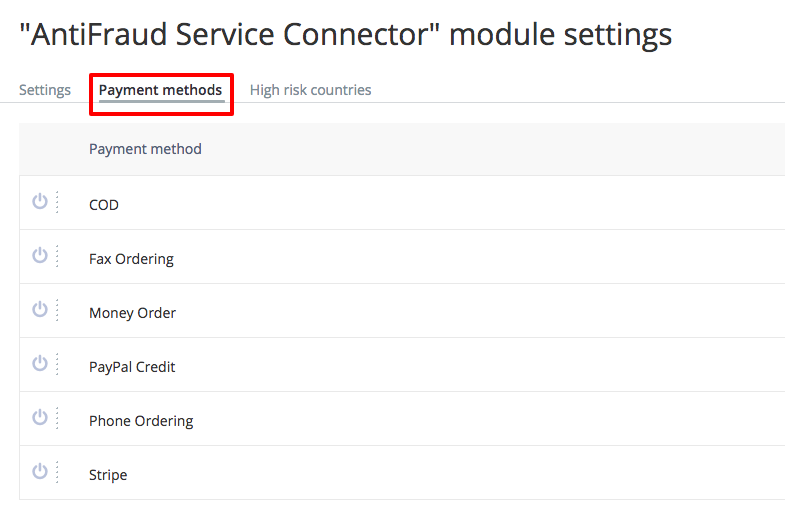 "AntiFraud Service Connector" module settings
Settings Payment methods High risk countries
Payment method
COD
Fax Ordering
Money Order
PayPal Credit
Phone Ordering
Stripe